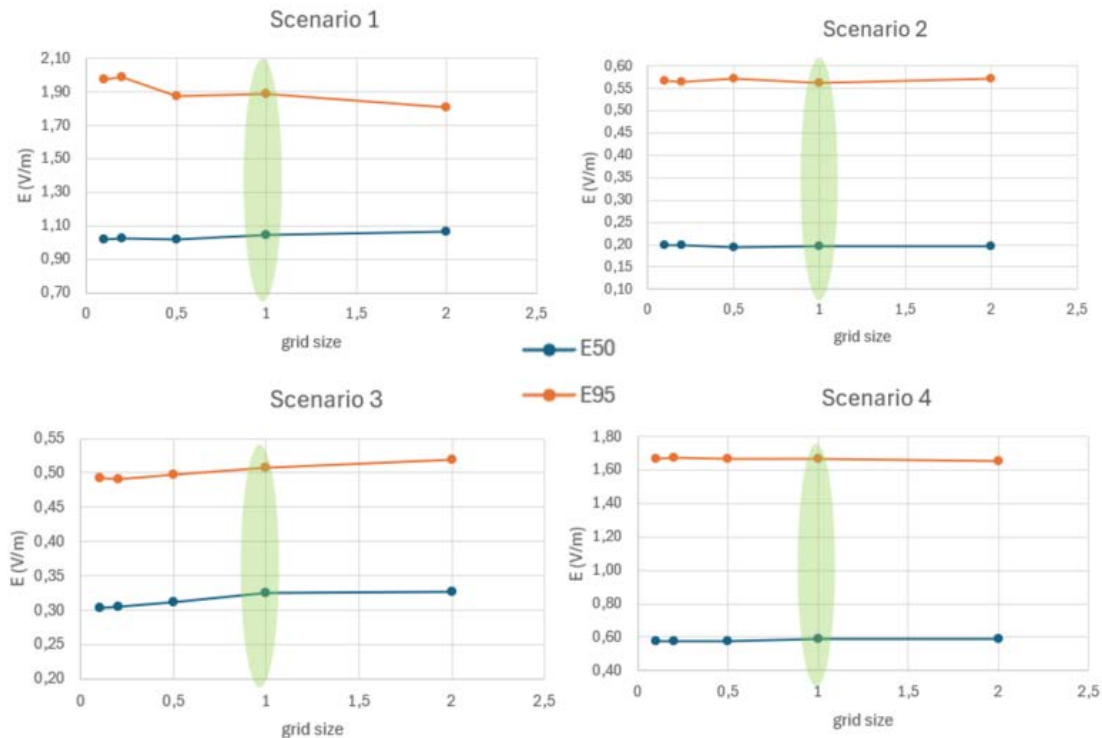 Scenario 1
2,10
1,90
1,70
1,50
1,30
1,10
0,90
0,70
E (V/m)
0 0,5 1 1,5 2 2,5
grid size
Scenario 2
0,60
0,55
0,50
0,45
0,40
0,35
0,30
0,25
0,20
0,15
0,10
E (V/m)
0 0,5 1 1,5 2 2,5
grid size
E50
E95
Scenario 3
0,55
0,50
0,45
0,40
0,35
0,30
0,25
0,20
E (V/m)
0 0,5 1 1,5 2 2,5
grid size
Scenario 4
1,80
1,60
1,40
1,20
1,00
0,80
0,60
0,40
E (V/m)
0 0,5 1 1,5 2 2,5
grid size